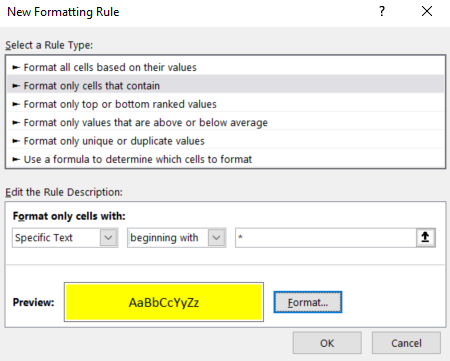 New Formatting Rule ? ×
Select a Rule Type:
► Format all cells based on their values
► Format only cells that contain
► Format only top or bottom ranked values
► Format only values that are above or below average
► Format only unique or duplicate values
► Use a formula to determine which cells to format
Edit the Rule Description:
Format only cells with:
Specific Text beginning with *
Preview: AaBbCcYyZz Format...
OK Cancel